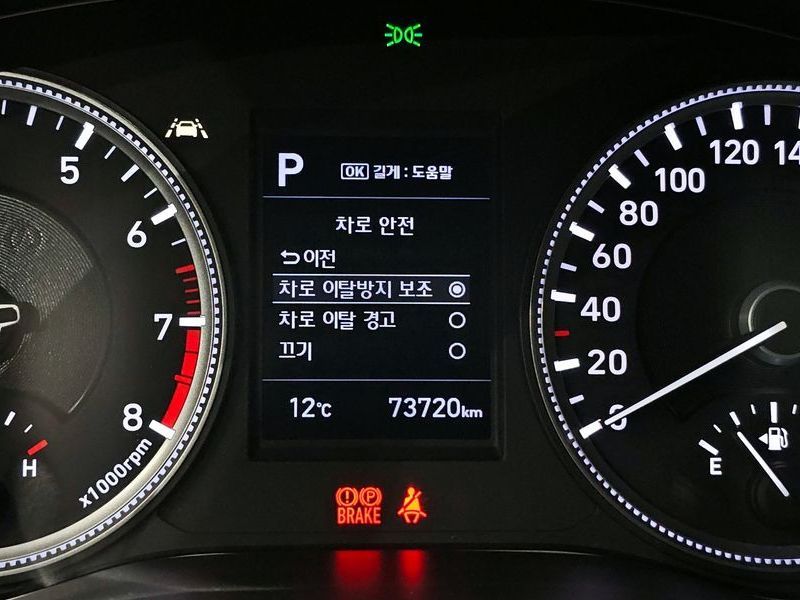 P
OK 길게 : 도움말
차로 안전
이전
차로 이탈방지 보조
차로 이탈 경고
끄기
12℃ 73720km
5
6
7
8
x1000rpm
H
0
20
40
60
80
100
120
14
E
(!) (P)
BRAKE